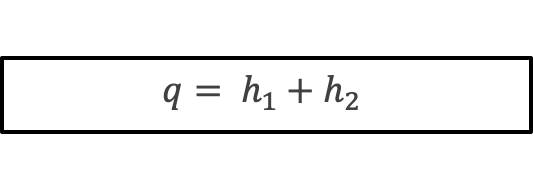 q = h₁ + h₂